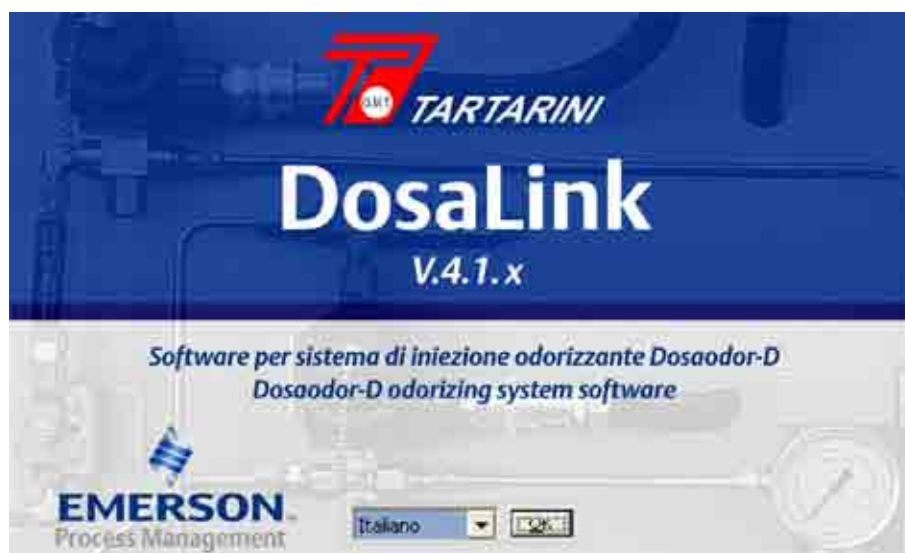 O.M.T.
TARTARINI
DosaLink
V.4.1.x
Software per sistema di iniezione odorizzante Dosaodor-D
Dosaodor-D odorizing system software
EMERSON
Process Management
Italiano
OK